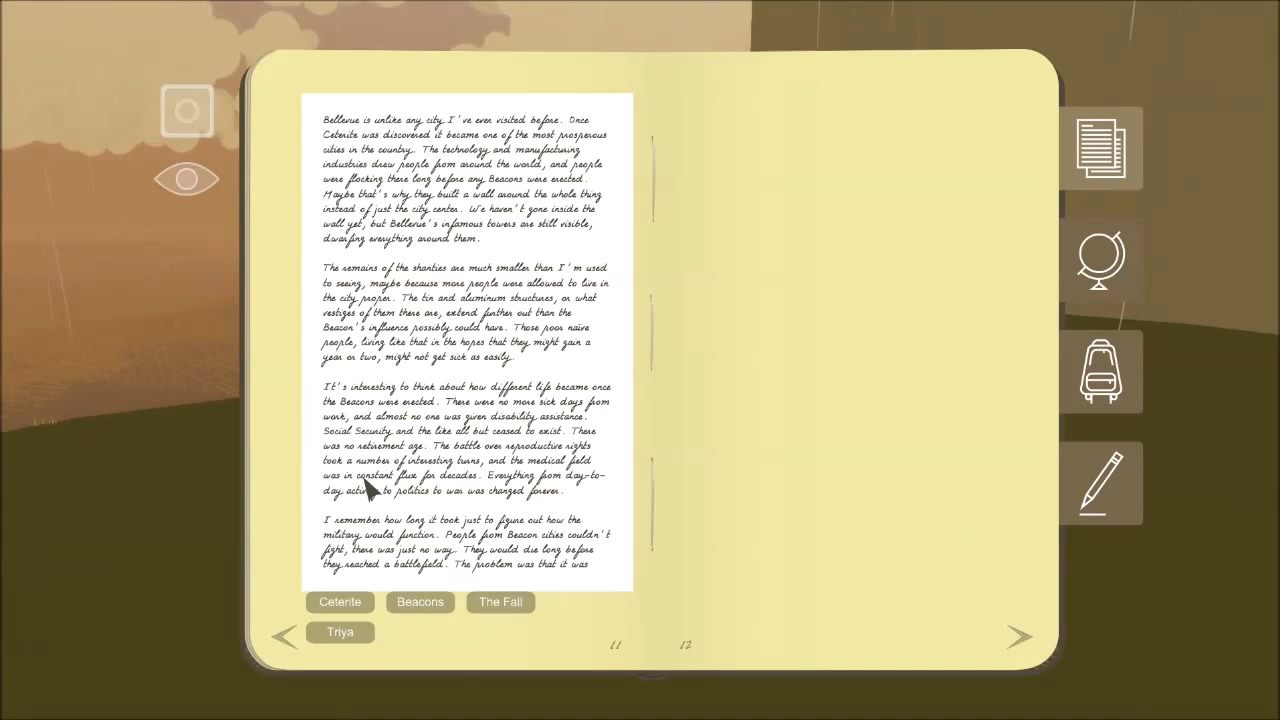 Bellevue is unlike any city I've ever visited before. Once
Ceterite was discovered it became one of the most prosperous
cities in the country. The technology and manufacturing
industries drew people from around the world, and people
were flocking there long before any Beacons were erected.
Maybe that's why they built a wall around the whole thing
instead of just the city center. We haven't gone inside the
wall yet, but Bellevue's infamous towers are still visible,
dwarfing everything around them.
The remains of the shanties are much smaller than I'm used
to seeing, maybe because more people were allowed to live in
the city proper. The tin and aluminum structures, or what
vestiges of them there are, extend further out than the
Beacon's influence possibly could have. Those poor naïve
people, living like that in the hopes that they might gain a
year or two, might not get sick as easily.
It's interesting to think about how different life became once
the Beacons were erected. There were no more sick days from
work, and almost no one was given disability assistance.
Social Security and the like all but ceased to exist. There
was no retirement age. The battle over reproductive rights
took a number of interesting turns, and the medical field
was in constant flux for decades. Everything from day-to-
day to politics to war was changed forever.
I remember how long it took just to figure out how the
military would function. People from Beacon cities couldn't
fight, there was just no way. They would die long before
they reached a battlefield. The problem was that it was
Ceterite Beacons The Fall
Triya
11 12